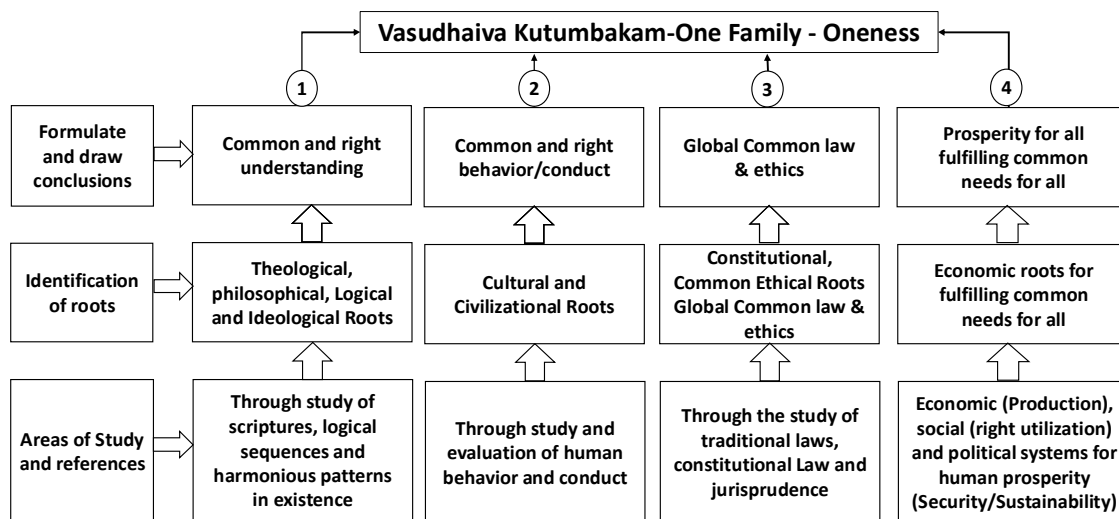 Vasudhaiva Kutumbakam-One Family - Oneness
1
2
3
4
Formulate
and draw
conclusions
Common and right
understanding
Common and right
behavior/conduct
Global Common law
& ethics
Prosperity for all
fulfilling common
needs for all
Identification
of roots
Theological,
philosophical, Logical
and Ideological Roots
Cultural and
Civilizational Roots
Constitutional,
Common Ethical Roots
Global Common law &
ethics
Economic roots for
fulfilling common
needs for all
Areas of Study
and references
Through study of
scriptures, logical
sequences and
harmonious patterns
in existence
Through study and
evaluation of human
behavior and conduct
Through the study of
traditional laws,
constitutional Law and
jurisprudence
Economic (Production),
social (right utilization)
and political systems for
human prosperity
(Security/Sustainability)